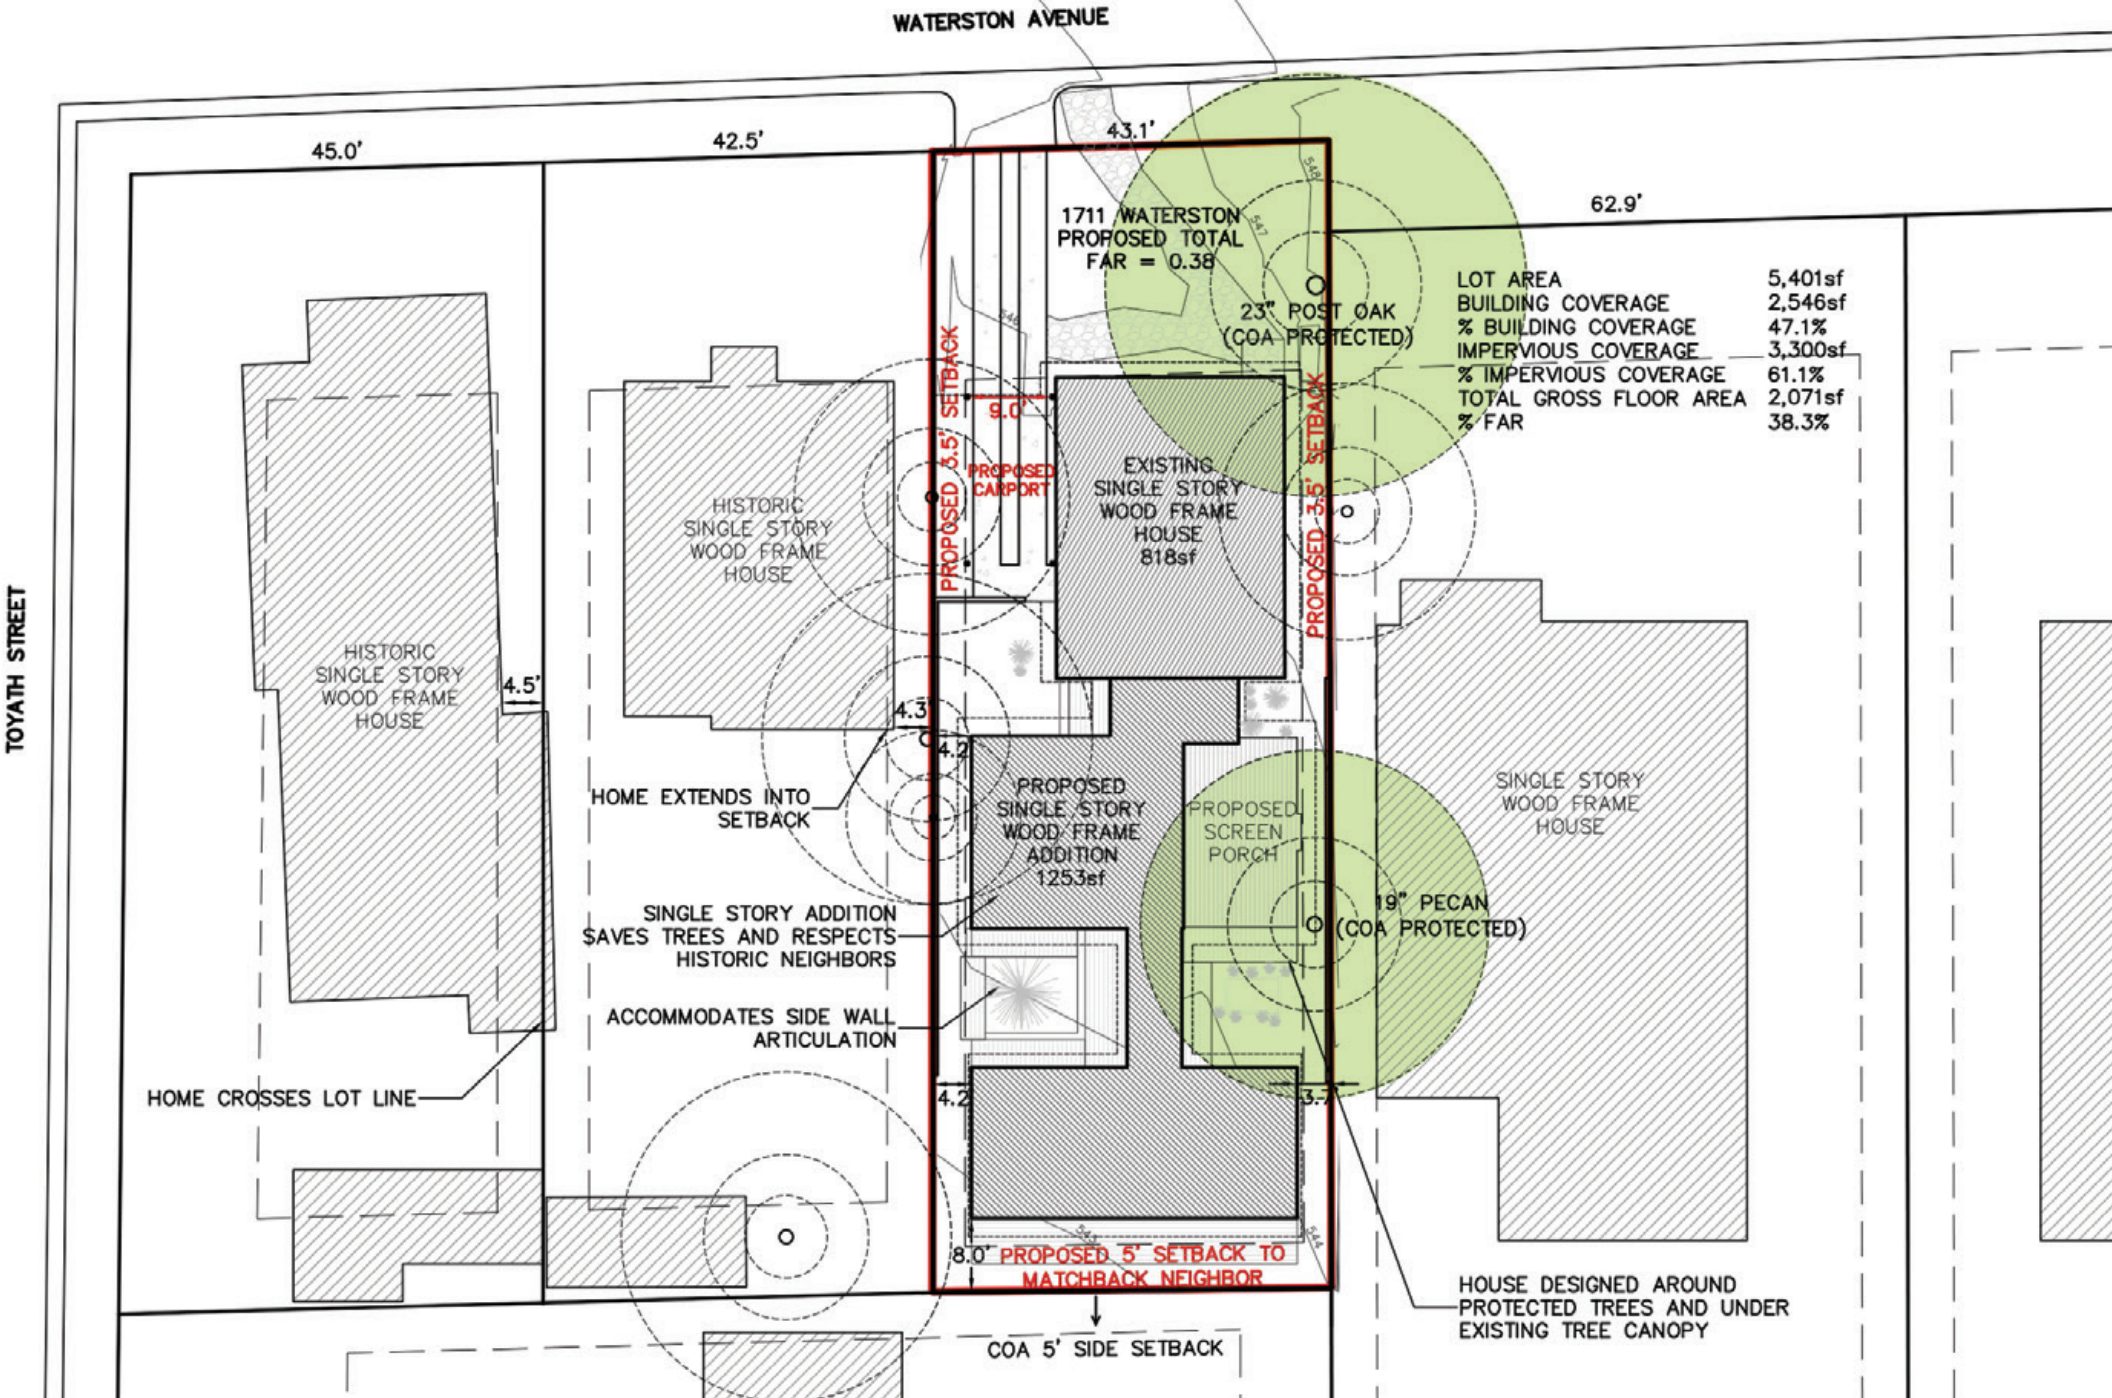 WATERSTON AVENUE
TOYATH STREET
45.0'
42.5'
43.1'
62.9'
1711 WATERSTON
PROPOSED TOTAL
FAR = 0.38
548
547
546
23" POST OAK
(COA PROTECTED)
LOT AREA 5,401sf
BUILDING COVERAGE 2,546sf
% BUILDING COVERAGE 47.1%
IMPERVIOUS COVERAGE 3,300sf
% IMPERVIOUS COVERAGE 61.1%
TOTAL GROSS FLOOR AREA 2,071sf
% FAR 38.3%
PROPOSED 3.5' SETBACK
9.0'
PROPOSED
CARPORT
PROPOSED 3.5' SETBACK
EXISTING
SINGLE STORY
WOOD FRAME
HOUSE
818sf
HISTORIC
SINGLE STORY
WOOD FRAME
HOUSE
HISTORIC
SINGLE STORY
WOOD FRAME
HOUSE
4.5'
4.3'
4.2'
HOME EXTENDS INTO
SETBACK
PROPOSED
SINGLE STORY
WOOD FRAME
ADDITION
1253sf
PROPOSED
SCREEN
PORCH
SINGLE STORY
WOOD FRAME
HOUSE
19" PECAN
(COA PROTECTED)
SINGLE STORY ADDITION
SAVES TREES AND RESPECTS
HISTORIC NEIGHBORS
ACCOMMODATES SIDE WALL
ARTICULATION
HOME CROSSES LOT LINE
4.2'
3.7'
543
544
8.0'
PROPOSED 5' SETBACK TO
MATCHBACK NEIGHBOR
COA 5' SIDE SETBACK
HOUSE DESIGNED AROUND
PROTECTED TREES AND UNDER
EXISTING TREE CANOPY